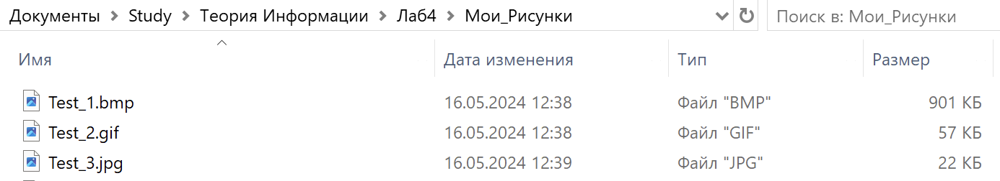 Документы > Study > Теория Информации > Лаб4 > Мои_Рисунки Поиск в: Мои_Рисунки
Имя Дата изменения Тип Размер
Test_1.bmp 16.05.2024 12:38 Файл "BMP" 901 КБ
Test_2.gif 16.05.2024 12:38 Файл "GIF" 57 КБ
Test_3.jpg 16.05.2024 12:39 Файл "JPG" 22 КБ